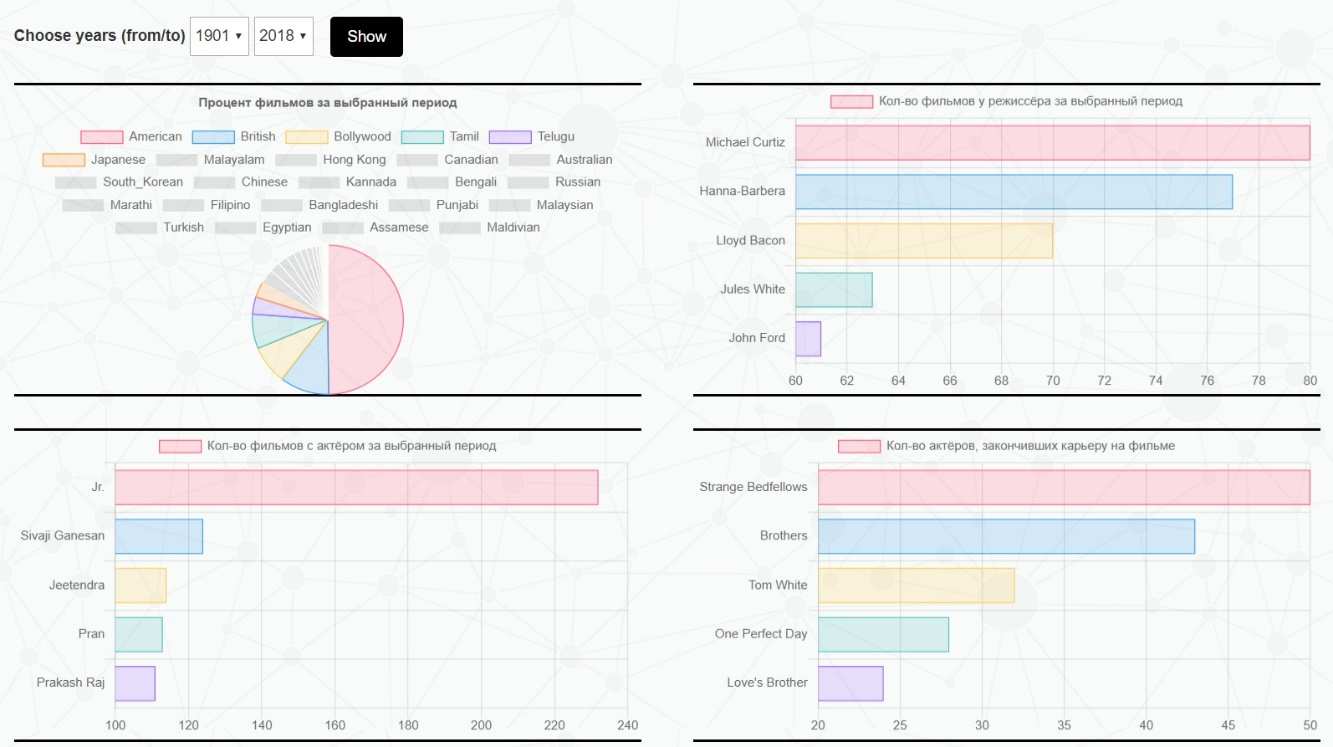 Choose years (from/to) 1901 2018 Show
Процент фильмов за выбранный период
American British Bollywood Tamil Telugu
Japanese Malayalam Hong Kong Canadian Australian
South_Korean Chinese Kannada Bengali Russian
Marathi Filipino Bangladeshi Punjabi Malaysian
Turkish Egyptian Assamese Maldivian
Кол-во фильмов у режиссёра за выбранный период
Michael Curtiz
Hanna-Barbera
Lloyd Bacon
Jules White
John Ford
60 62 64 66 68 70 72 74 76 78 80
Кол-во фильмов с актёром за выбранный период
Jr.
Sivaji Ganesan
Jeetendra
Pran
Prakash Raj
100 120 140 160 180 200 220 240
Кол-во актёров, закончивших карьеру на фильме
Strange Bedfellows
Brothers
Tom White
One Perfect Day
Love's Brother
20 25 30 35 40 45 50